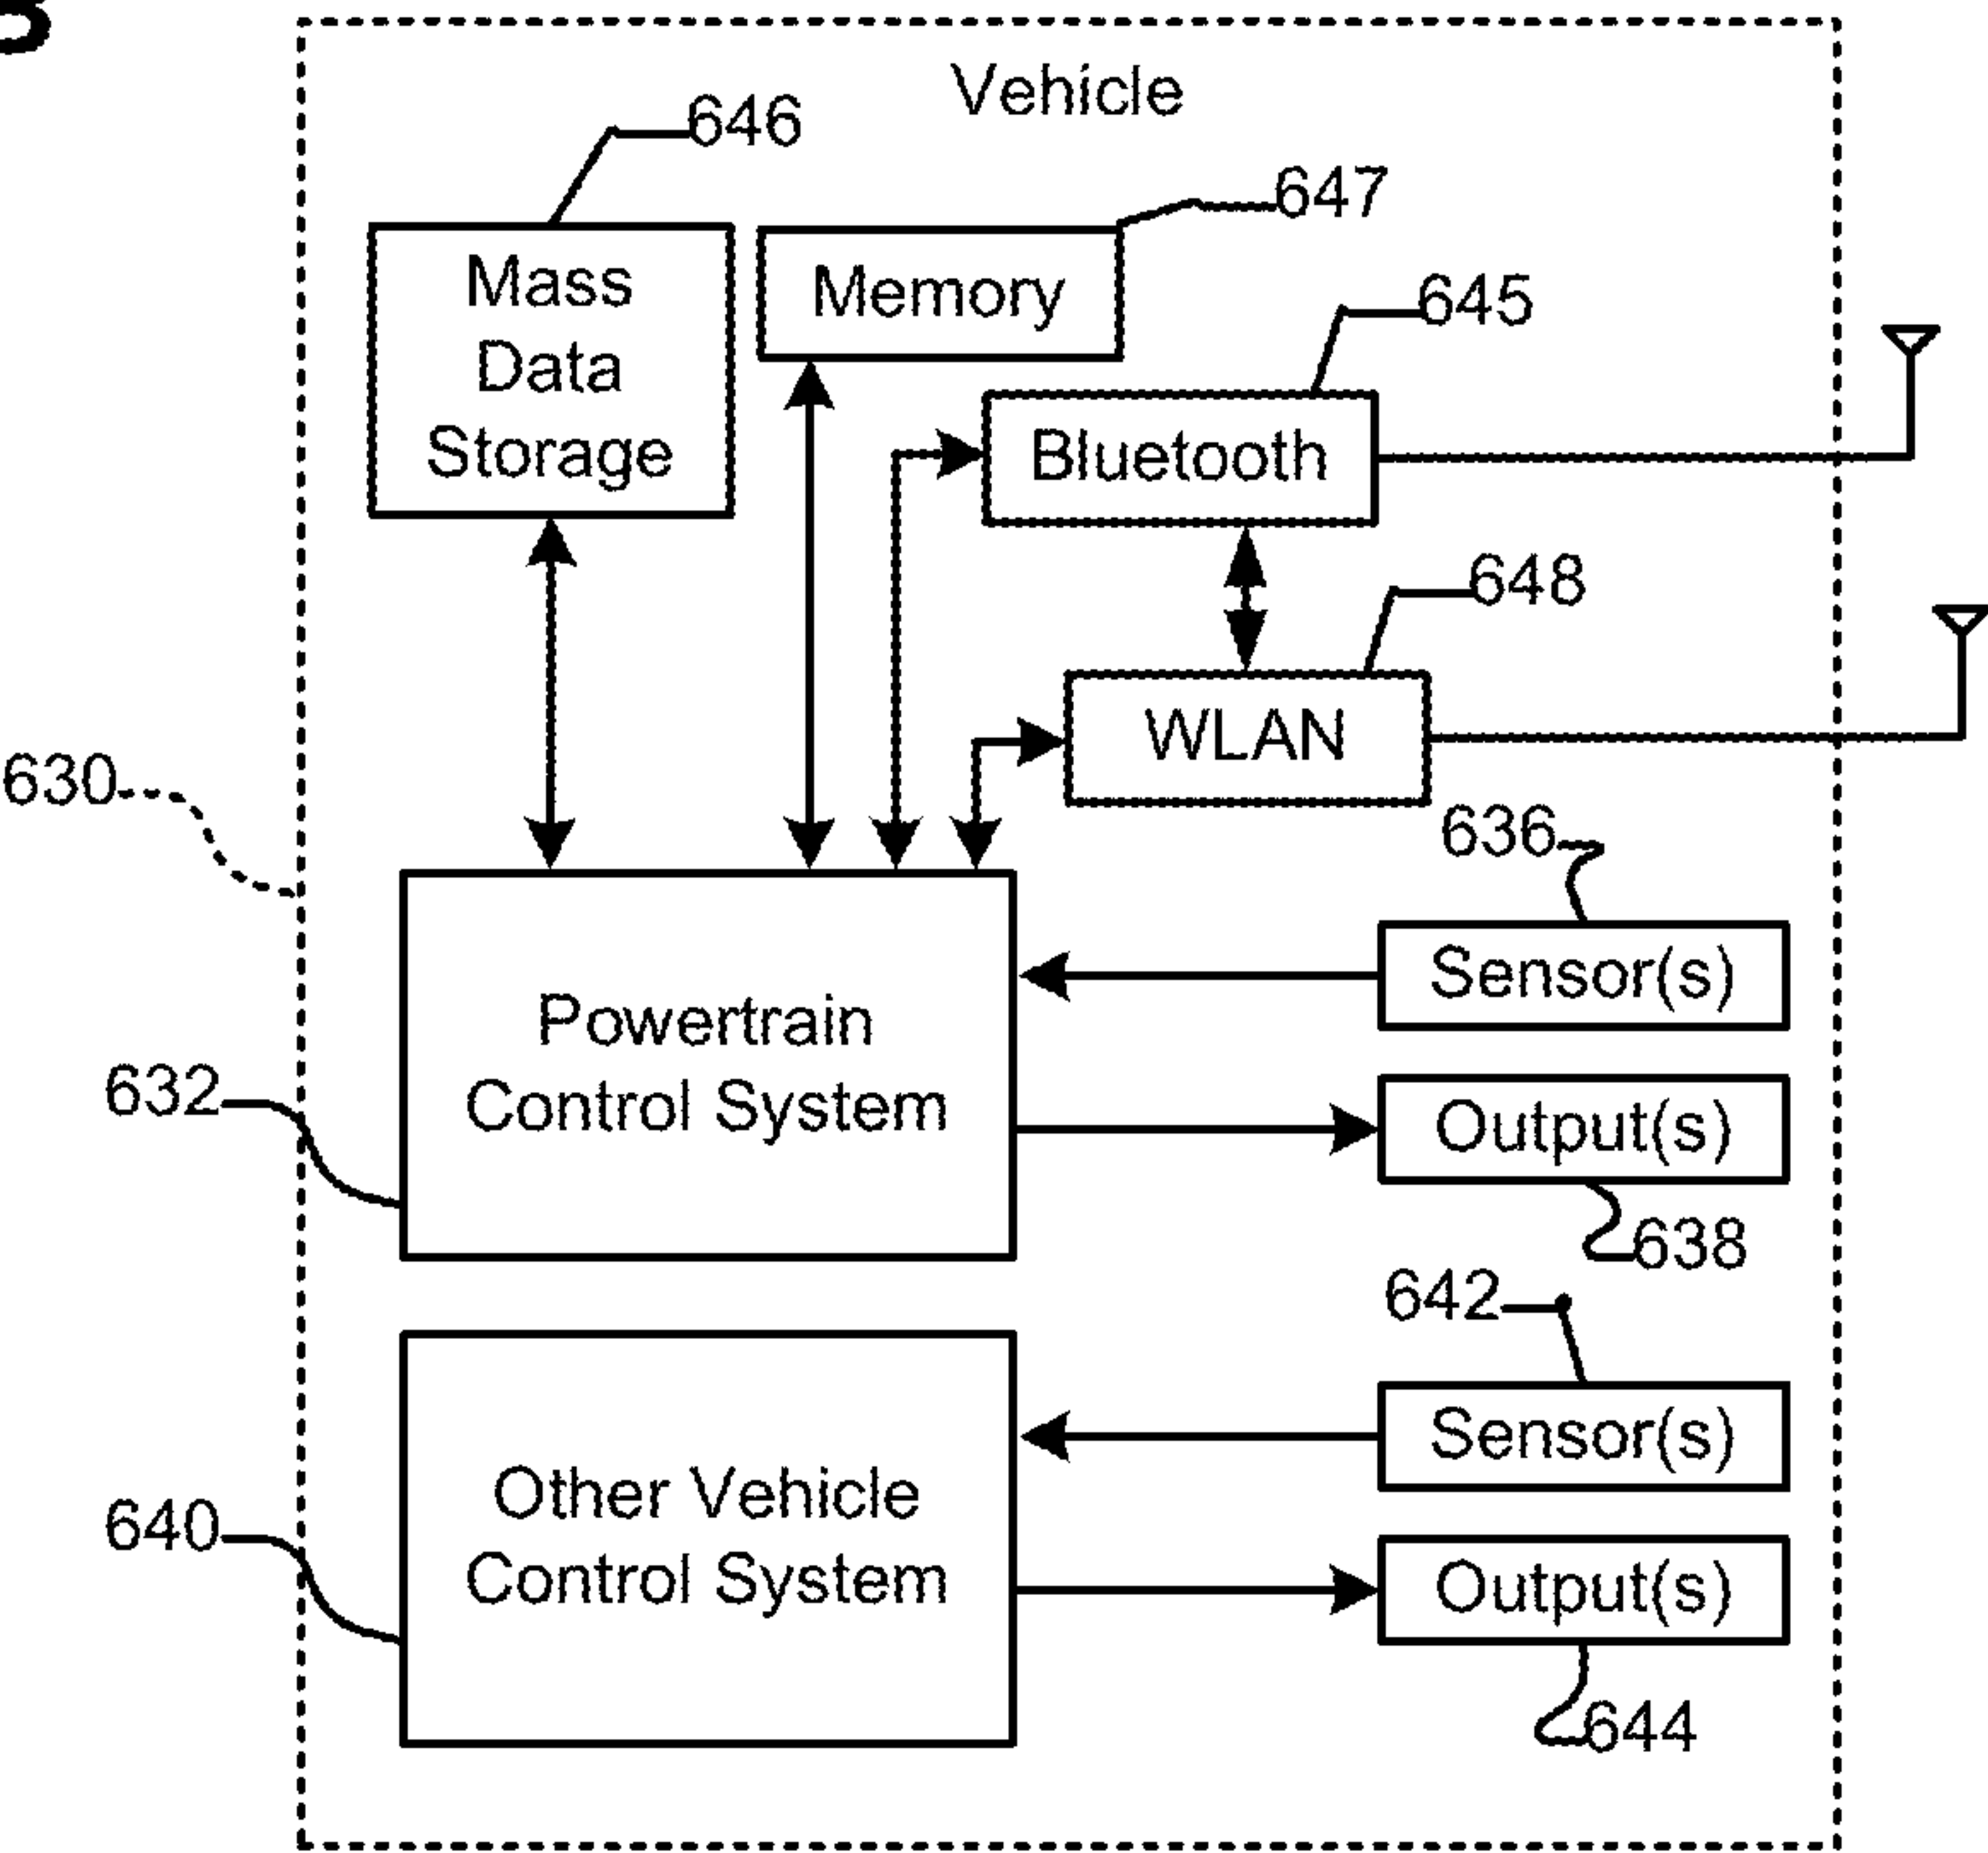 Vehicle
646
647
Mass
Data
Storage
Memory
645
Bluetooth
648
WLAN
630
636
Sensor(s)
Powertrain
Control System
632
Output(s)
638
642
Sensor(s)
Other Vehicle
Control System
640
Output(s)
644